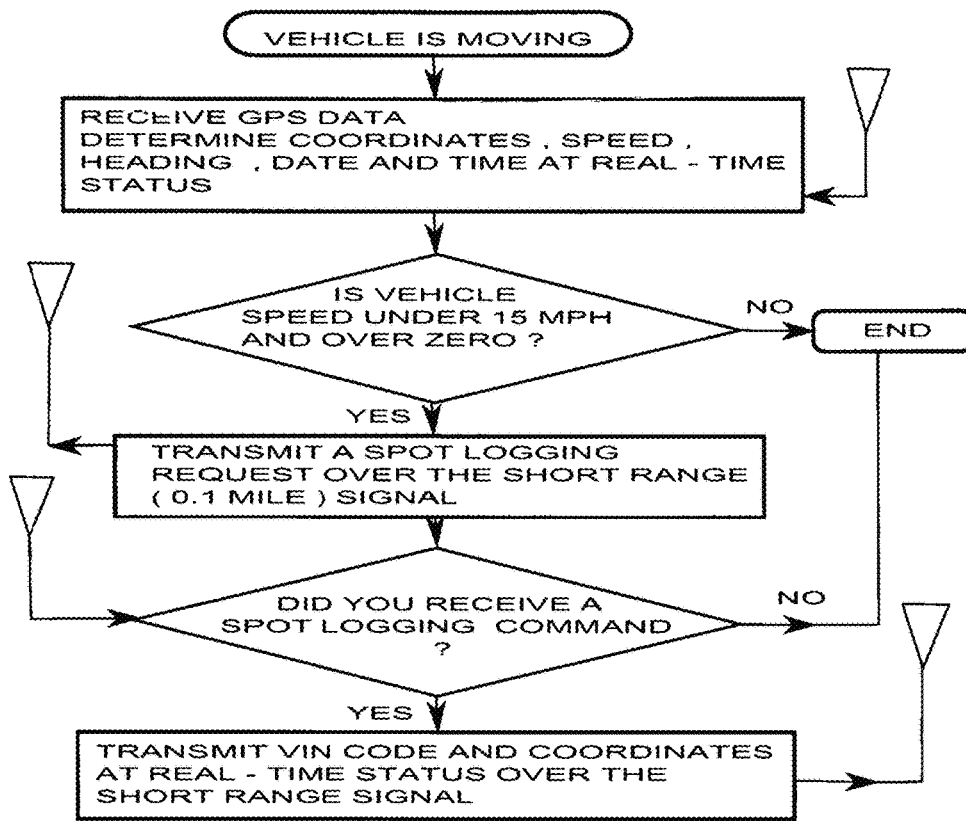 VEHICLE IS MOVING
RECEIVE GPS DATA
DETERMINE COORDINATES , SPEED ,
HEADING , DATE AND TIME AT REAL - TIME
STATUS
IS VEHICLE
SPEED UNDER 15 MPH
AND OVER ZERO ?
NO
END
YES
TRANSMIT A SPOT LOGGING
REQUEST OVER THE SHORT RANGE
( 0.1 MILE ) SIGNAL
DID YOU RECEIVE A
SPOT LOGGING COMMAND
?
NO
YES
TRANSMIT VIN CODE AND COORDINATES
AT REAL - TIME STATUS OVER THE
SHORT RANGE SIGNAL